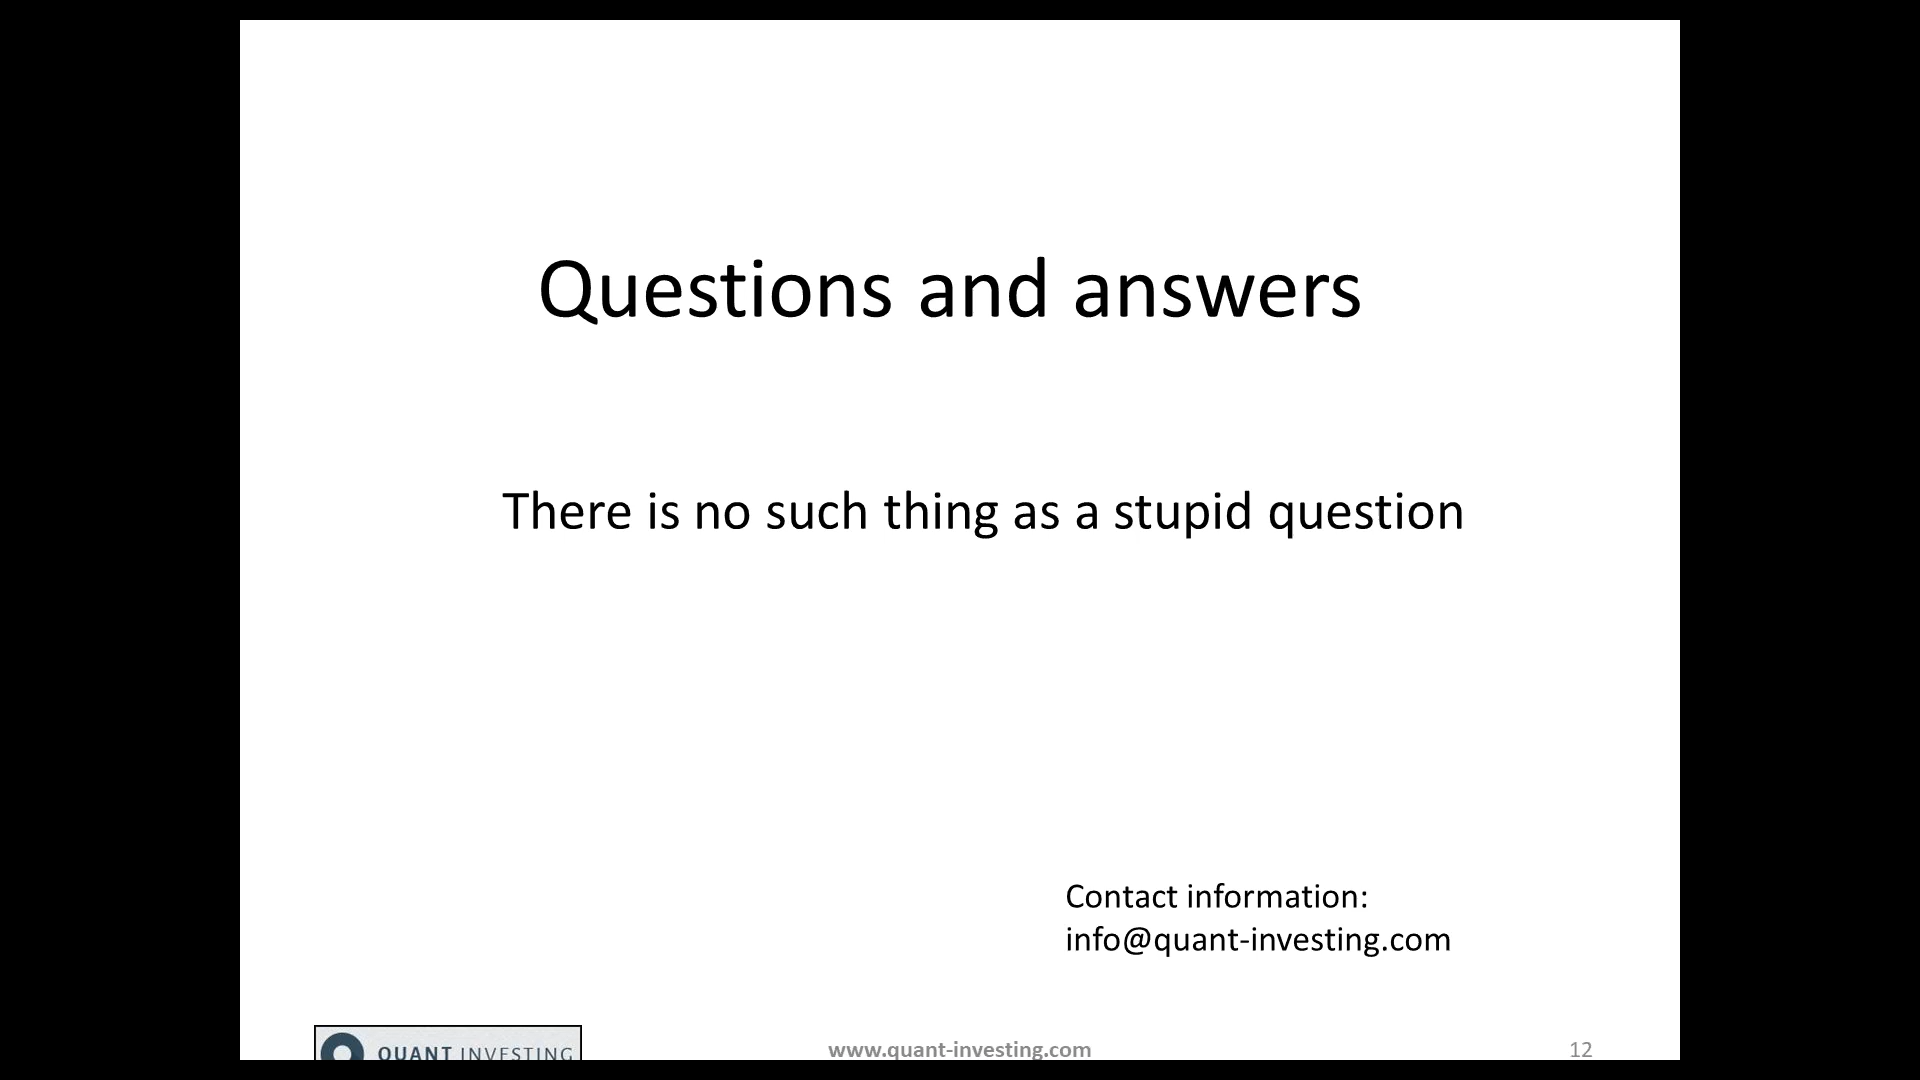 Questions and answers
There is no such thing as a stupid question
Contact information:
info@quant-investing.com
QUANT INVESTING
www.quant-investing.com
12